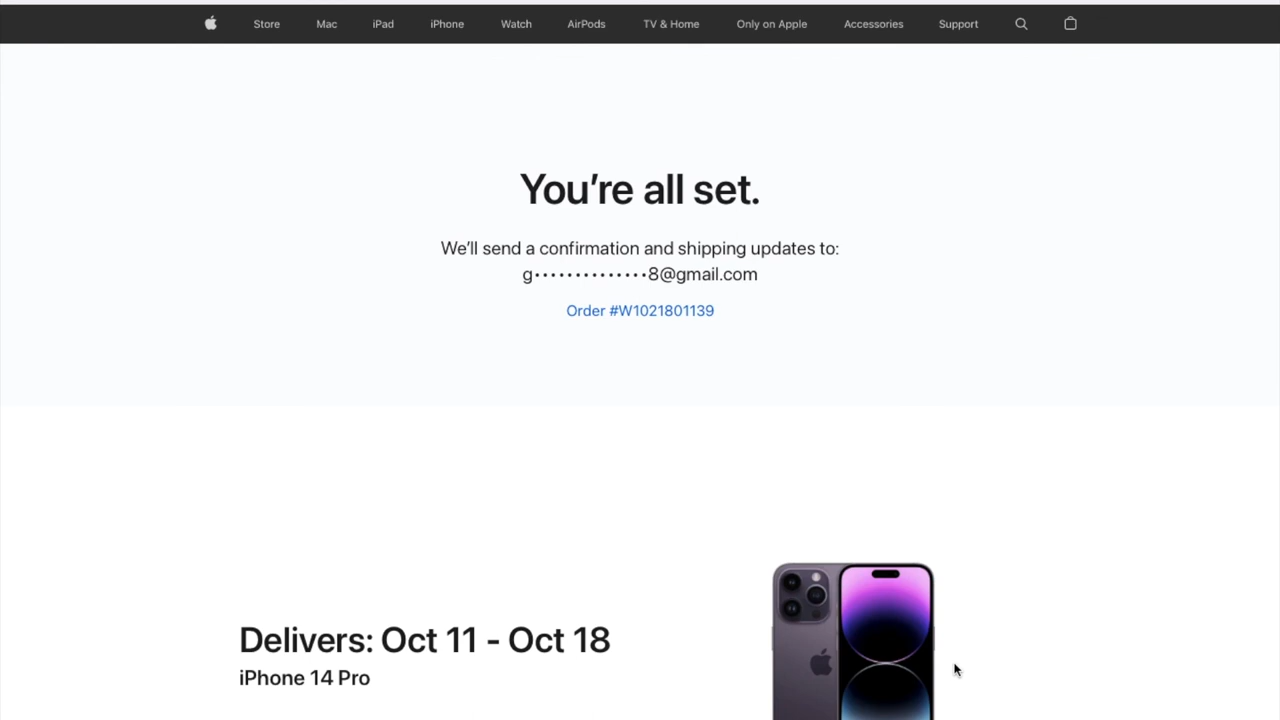 Store Mac iPad iPhone Watch AirPods TV & Home Only on Apple Accessories Support
You’re all set.
We’ll send a confirmation and shipping updates to:
g••••••••••••••8@gmail.com
Order #W1021801139
Delivers: Oct 11 - Oct 18
iPhone 14 Pro